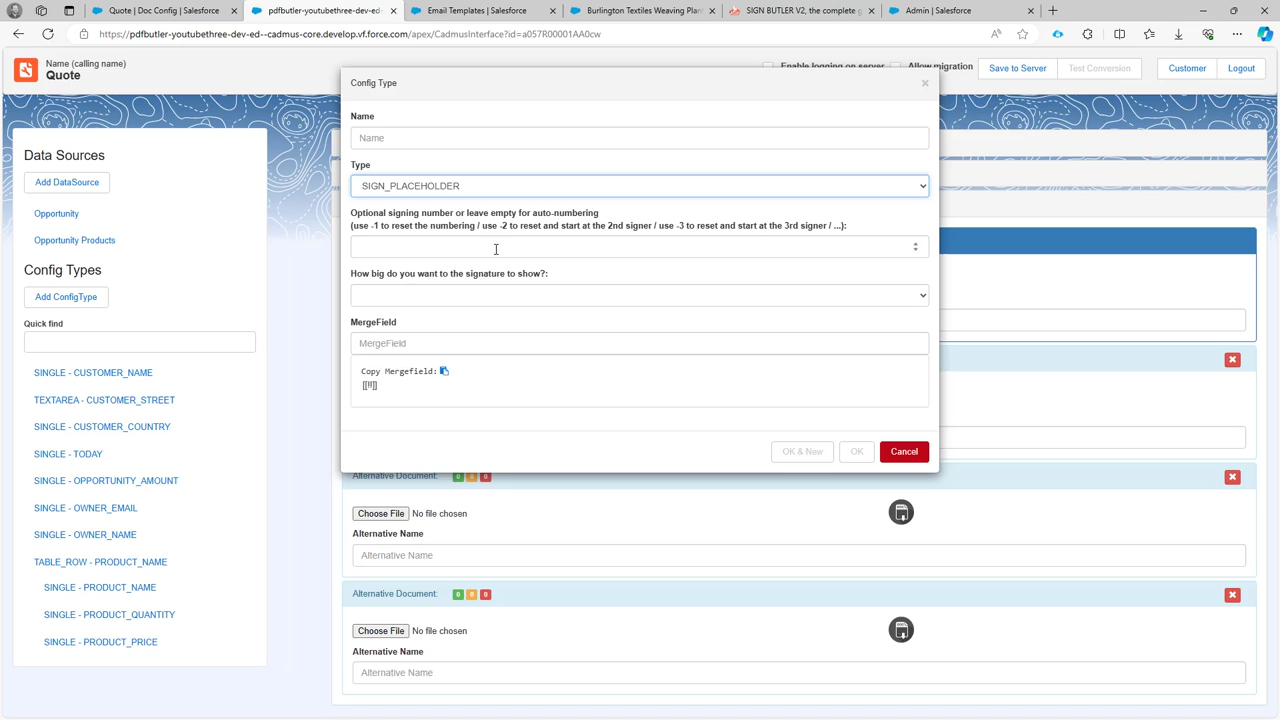 Quote | Doc Config | Salesforce
pdfbutler-youtubethree-dev-ed-
Email Templates | Salesforce
Burlington Textiles Weaving Plan
SIGN BUTLER V2, the complete g
Admin | Salesforce
https://pdfbutler-youtubethree-dev-ed--cadmus-core.develop.vf.force.com/apex/CadmusInterface?id=a057R00001AA0cw
Name (calling name)
Quote
Enable logging on server
Allow migration
Save to Server
Test Conversion
Customer
Logout
Data Sources
Add DataSource
Opportunity
Opportunity Products
Config Types
Add ConfigType
Quick find
SINGLE - CUSTOMER_NAME
TEXTAREA - CUSTOMER_STREET
SINGLE - CUSTOMER_COUNTRY
SINGLE - TODAY
SINGLE - OPPORTUNITY_AMOUNT
SINGLE - OWNER_EMAIL
SINGLE - OWNER_NAME
TABLE_ROW - PRODUCT_NAME
SINGLE - PRODUCT_NAME
SINGLE - PRODUCT_QUANTITY
SINGLE - PRODUCT_PRICE
Config Type
Name
Name
Type
SIGN_PLACEHOLDER
Optional signing number or leave empty for auto-numbering
(use -1 to reset the numbering / use -2 to reset and start at the 2nd signer / use -3 to reset and start at the 3rd signer / ...):
How big do you want to the signature to show?:
MergeField
MergeField
Copy Mergefield:
[[!!]]
OK & New
OK
Cancel
Alternative Document: 0 0 0
Choose File No file chosen
Alternative Name
Alternative Name
Alternative Document: 0 0 0
Choose File No file chosen
Alternative Name
Alternative Name